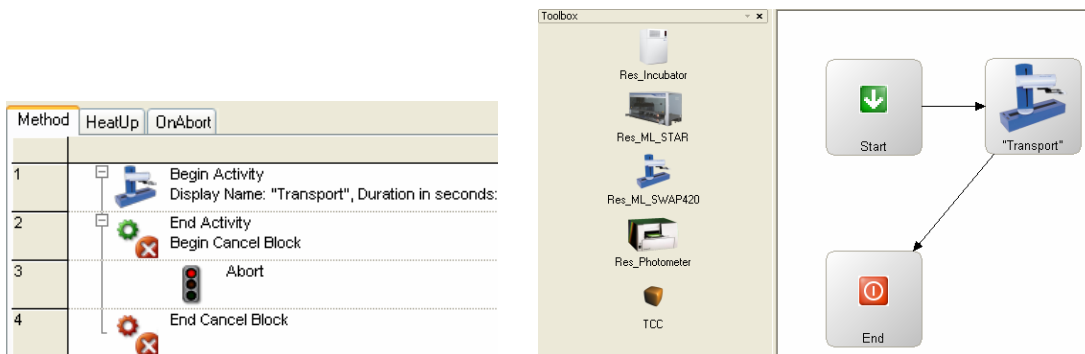 Method HeatUp OnAbort
1 Begin Activity
Display Name: "Transport", Duration in seconds:
2 End Activity
Begin Cancel Block
3 Abort
4 End Cancel Block
Toolbox
Res_Incubator
Res_ML_STAR
Res_ML_SWAP420
Res_Photometer
TCC
Start
"Transport"
End